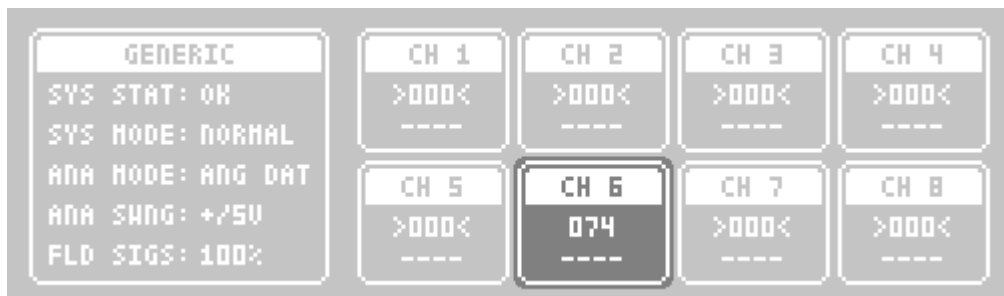 GENERIC
SYS STAT: OK
SYS MODE: NORMAL
ANA MODE: ANG DAT
ANA SWNG: +/5V
FLD SIGS: 100%
CH 1
>000<
----
CH 2
>000<
----
CH 3
>000<
----
CH 4
>000<
----
CH 5
>000<
----
CH 6
074
----
CH 7
>000<
----
CH 8
>000<
----